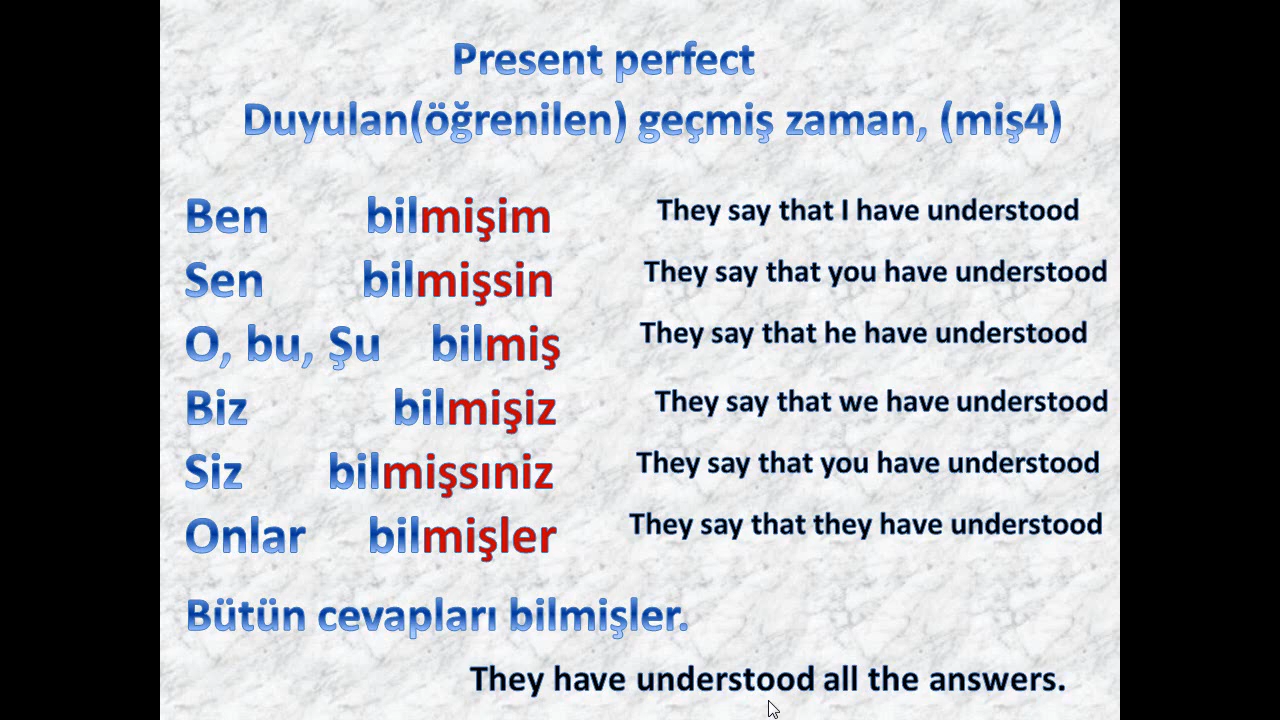 Present perfect
Duyulan(öğrenilen) geçmiş zaman, (miş4)
Ben bilmişim They say that I have understood
Sen bilmişsin They say that you have understood
O, bu, Şu bilmiş They say that he have understood
Biz bilmişiz They say that we have understood
Siz bilmişsıniz They say that you have understood
Onlar bilmişler They say that they have understood
Bütün cevapları bilmişler.
They have understood all the answers.